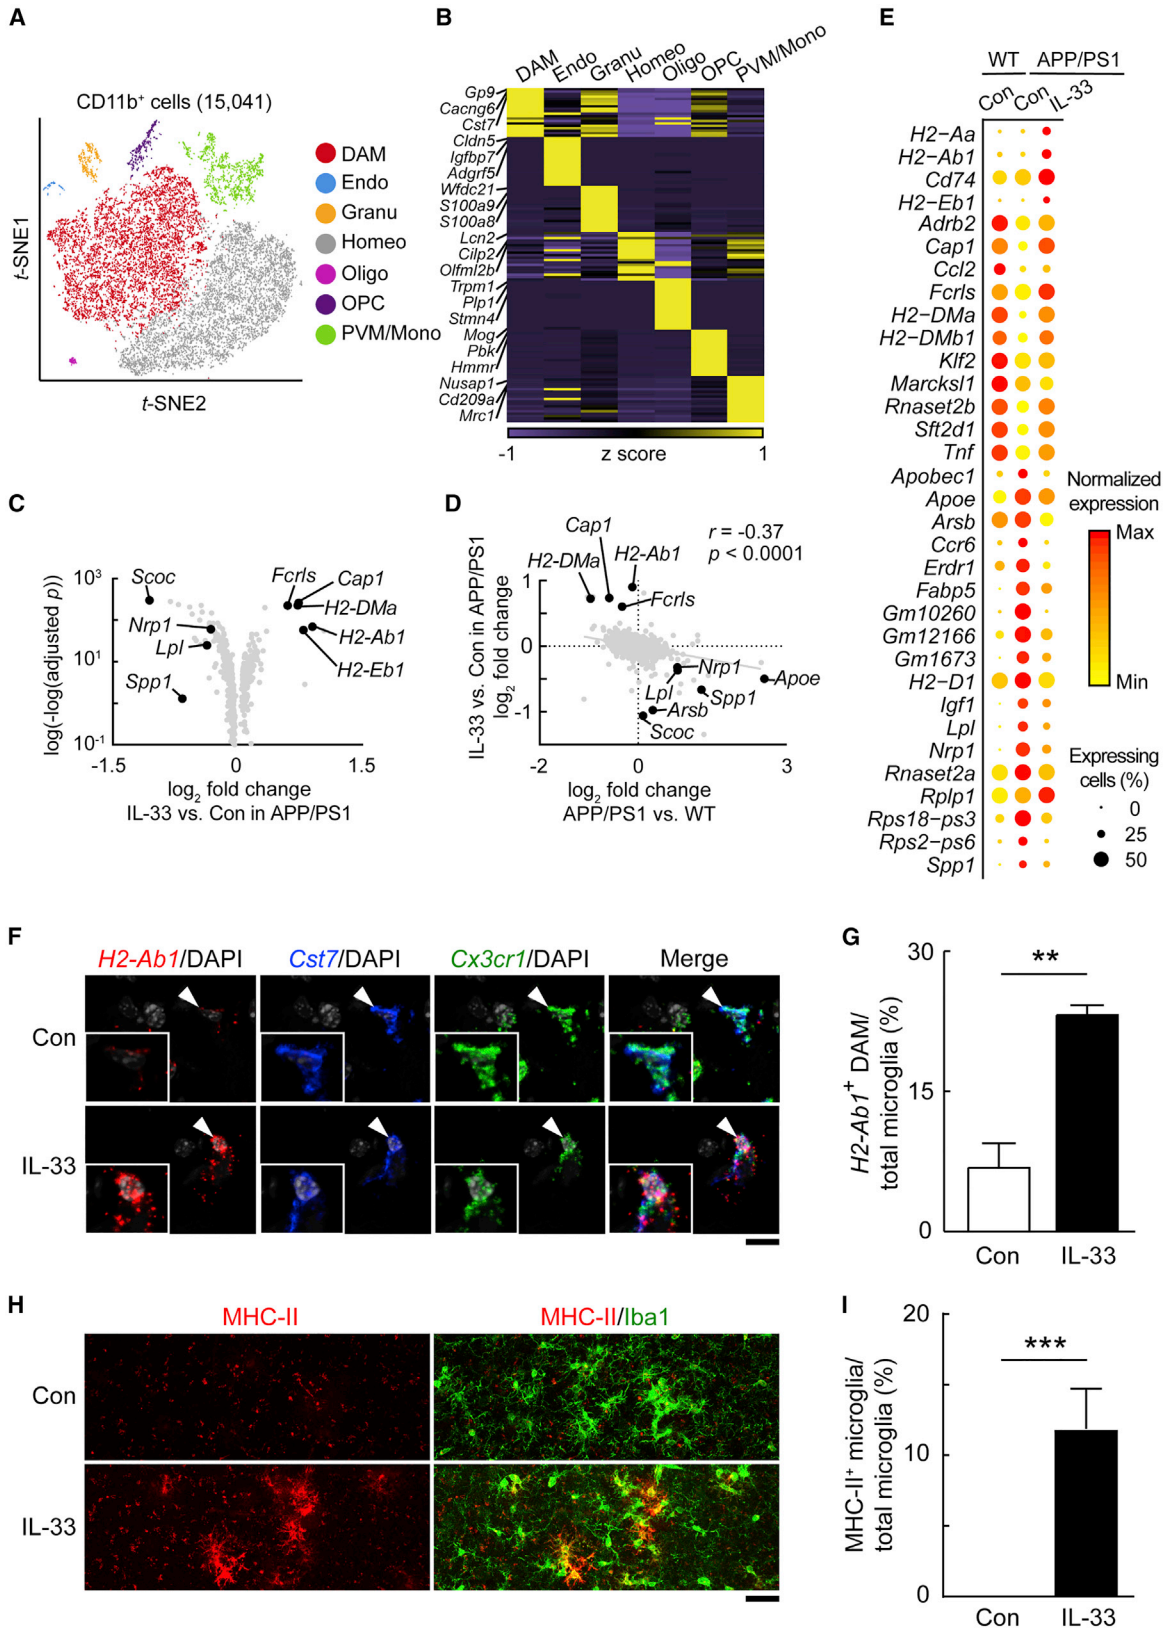 A
CD11b+ cells (15,041)
t-SNE1
t-SNE2
DAM
Endo
Granu
Homeo
Oligo
OPC
PVM/Mono
B
DAM
Endo
Granu
Homeo
Oligo
OPC
PVM/Mono
Gp9
Cacng6
Cst7
Cldn5
Igfbp7
Adgrf5
Wfdc21
S100a9
S100a8
Lcn2
Cilp2
Olfml2b
Trpm1
Plp1
Stmn4
Mog
Pbk
Hmmr
Nusap1
Cd209a
Mrc1
-1
z score
1
C
log(-log(adjusted p))
10³
10¹
10⁻¹
Scoc
Nrp1
Lpl
Spp1
Fcrls
Cap1
H2-DMa
H2-Ab1
H2-Eb1
-1.5
0
1.5
log₂ fold change
IL-33 vs. Con in APP/PS1
D
IL-33 vs. Con in APP/PS1
log₂ fold change
1
0
-1
Cap1
H2-DMa
H2-Ab1
Fcrls
r = -0.37
p < 0.0001
Nrp1
Lpl
Spp1
Apoe
Arsb
Scoc
-2
0
3
log₂ fold change
APP/PS1 vs. WT
E
WT APP/PS1
Con Con IL-33
H2−Aa
H2−Ab1
Cd74
H2−Eb1
Adrb2
Cap1
Ccl2
Fcrls
H2−DMa
H2−DMb1
Klf2
Marcksl1
Rnaset2b
Sft2d1
Tnf
Apobec1
Apoe
Arsb
Ccr6
Erdr1
Fabp5
Gm10260
Gm12166
Gm1673
H2−D1
Igf1
Lpl
Nrp1
Rnaset2a
Rplp1
Rps18−ps3
Rps2−ps6
Spp1
Normalized
expression
Max
Min
Expressing
cells (%)
0
25
50
F
H2-Ab1/DAPI
Cst7/DAPI
Cx3cr1/DAPI
Merge
Con
IL-33
G
H2-Ab1+ DAM/
total microglia (%)
30
15
0
**
Con
IL-33
H
MHC-II
MHC-II/Iba1
Con
IL-33
I
MHC-II+ microglia/
total microglia (%)
20
10
0
***
Con
IL-33